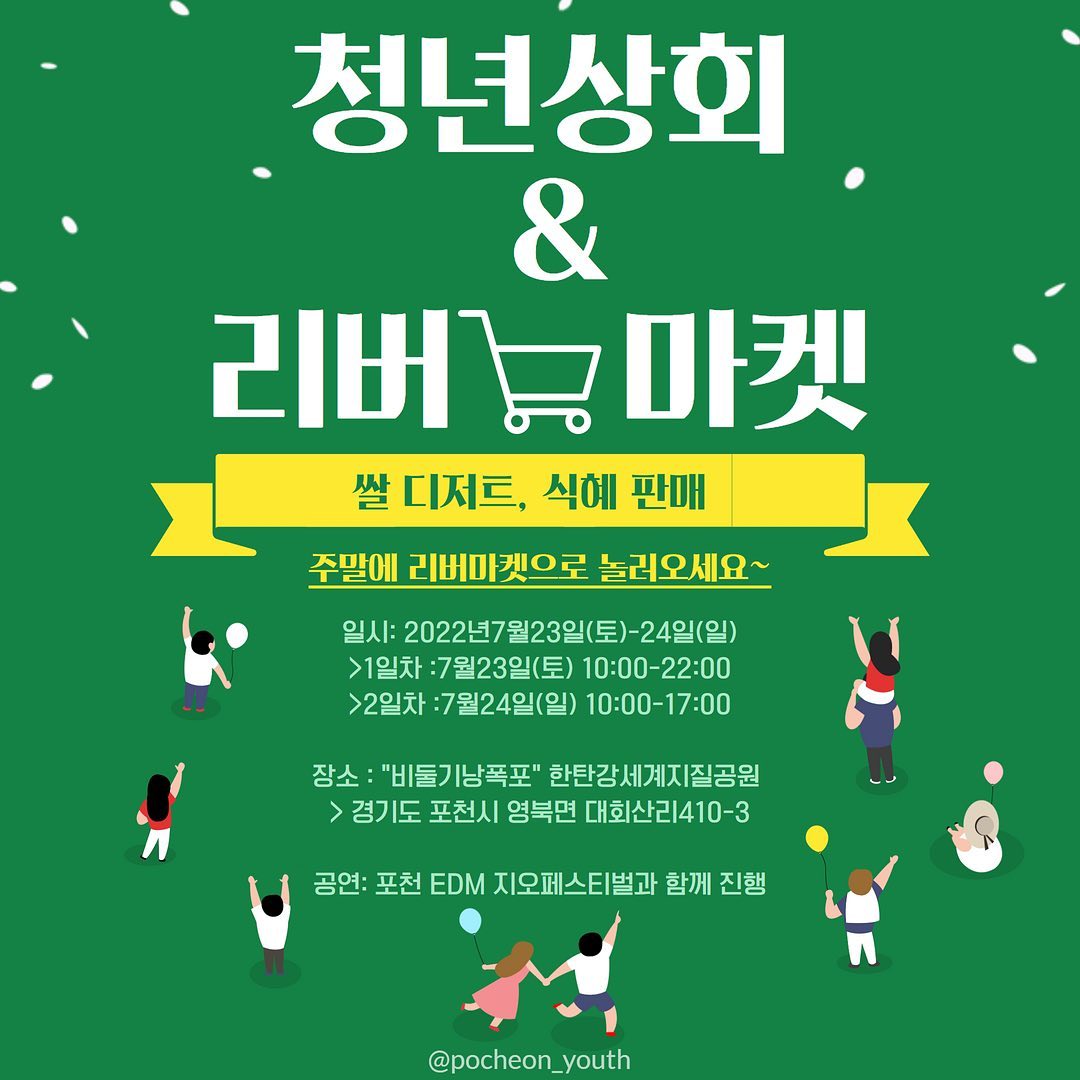 청년상회
&
리버 마켓
쌀 디저트, 식혜 판매
주말에 리버마켓으로 놀러오세요~
일시: 2022년7월23일(토)-24일(일)
>1일차 :7월23일(토) 10:00-22:00
>2일차 :7월24일(일) 10:00-17:00
장소 : "비둘기낭폭포" 한탄강세계지질공원
> 경기도 포천시 영북면 대회산리410-3
공연: 포천 EDM 지오페스티벌과 함께 진행
@pocheon_youth